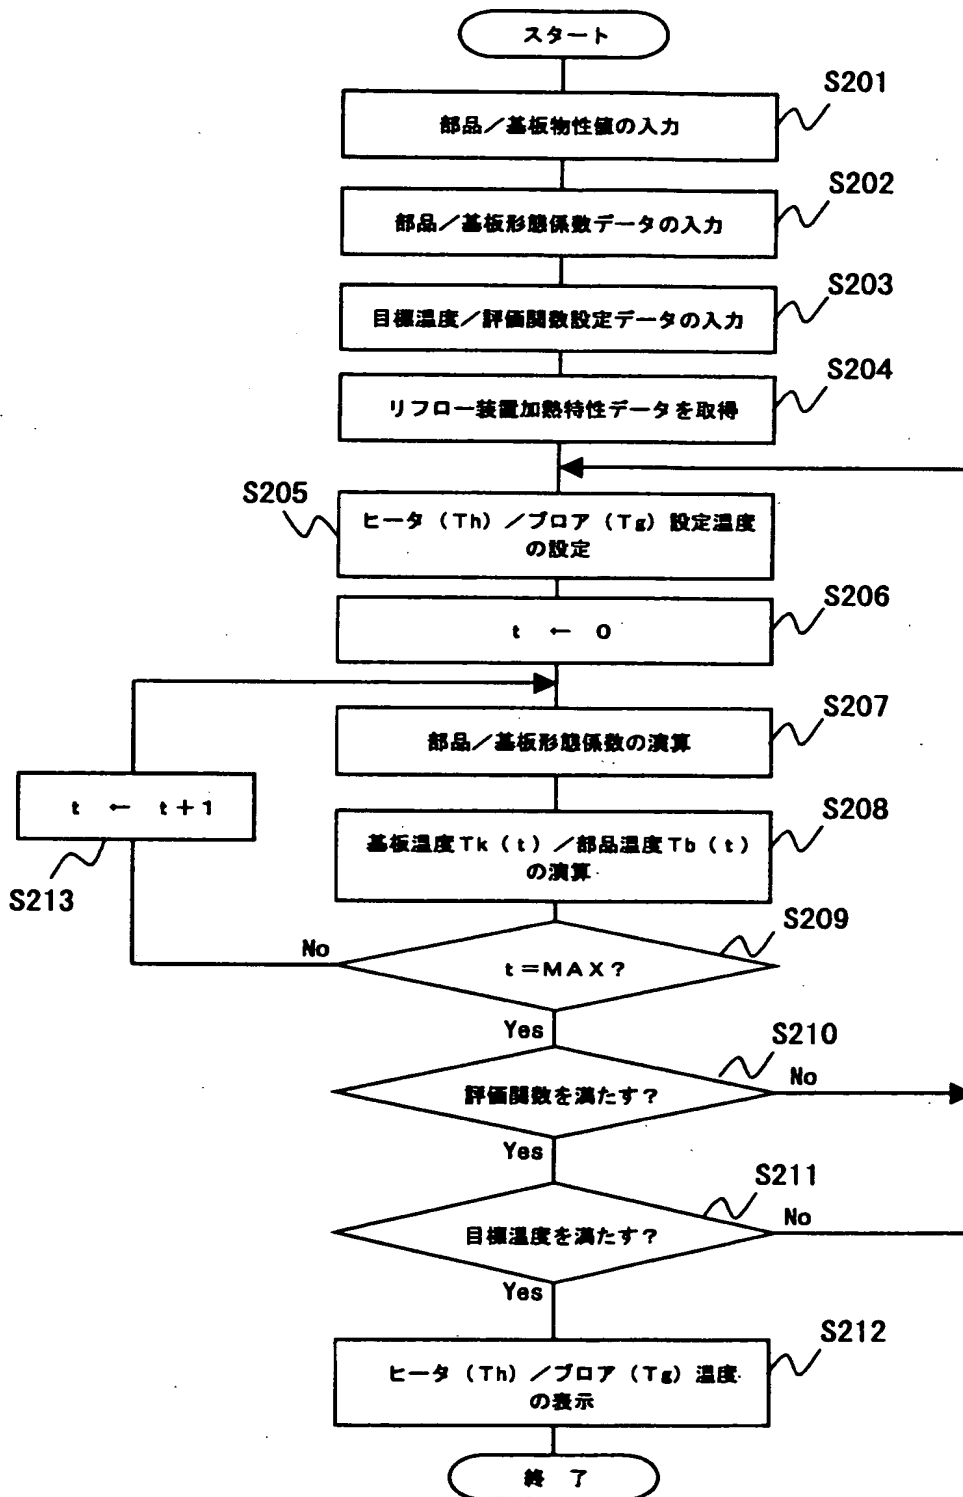 スタート
S201
部品／基板物性値の入力
S202
部品／基板形態係数データの入力
S203
目標温度／評価関数設定データの入力
S204
リフロー装置加熱特性データを取得
S205
ヒータ（Th）／ブロア（Tg）設定温度
の設定
S206
t ← 0
S207
部品／基板形態係数の演算
t ← t＋1
S213
S208
基板温度Tk（t）／部品温度Tb（t）
の演算
S209
No
t＝MAX？
Yes
S210
No
評価関数を満たす？
Yes
S211
No
目標温度を満たす？
Yes
S212
ヒータ（Th）／ブロア（Tg）温度
の表示
終 了